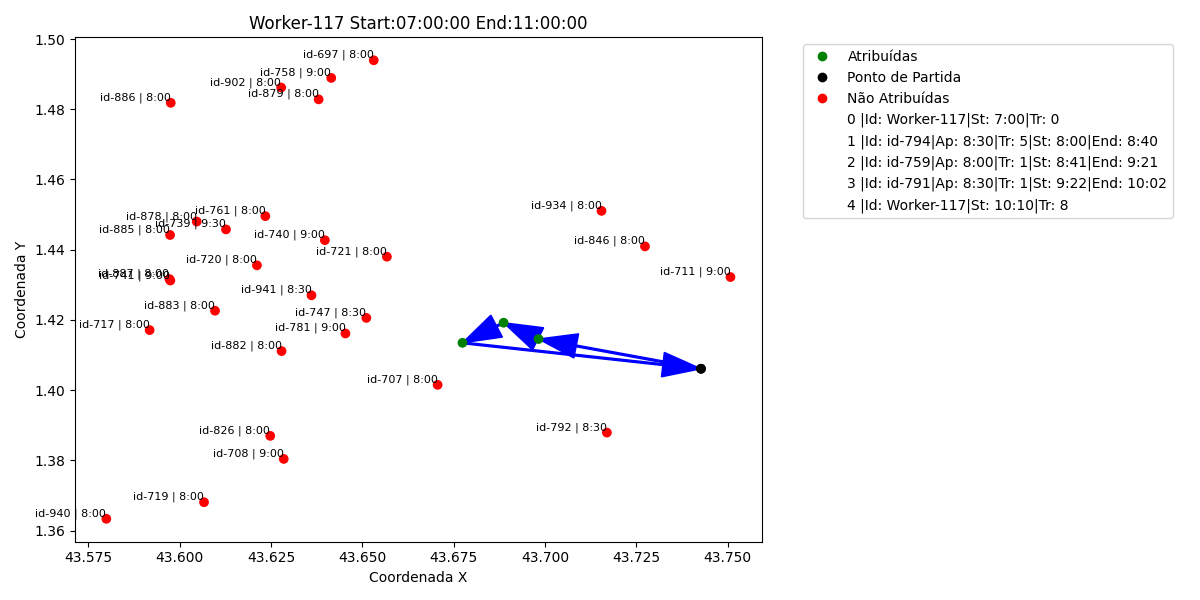 Worker-117 Start:07:00:00 End:11:00:00
Coordenada Y
1.50
1.48
1.46
1.44
1.42
1.40
1.38
1.36
id-697 | 8:00
id-758 | 9:00
id-902 | 8:00
id-879 | 8:00
id-886 | 8:00
id-761 | 8:00
id-878 | 8:00
id-739 | 9:30
id-885 | 8:00
id-740 | 9:00
id-721 | 8:00
id-720 | 8:00
id-887 | 8:00
id-741 | 9:00
id-941 | 8:30
id-883 | 8:00
id-747 | 8:30
id-717 | 8:00
id-781 | 9:00
id-882 | 8:00
id-934 | 8:00
id-846 | 8:00
id-711 | 9:00
id-707 | 8:00
id-826 | 8:00
id-792 | 8:30
id-708 | 9:00
id-719 | 8:00
id-940 | 8:00
43.575 43.600 43.625 43.650 43.675 43.700 43.725 43.750
Coordenada X
Atribuídas
Ponto de Partida
Não Atribuídas
0 |Id: Worker-117|St: 7:00|Tr: 0
1 |Id: id-794|Ap: 8:30|Tr: 5|St: 8:00|End: 8:40
2 |Id: id-759|Ap: 8:00|Tr: 1|St: 8:41|End: 9:21
3 |Id: id-791|Ap: 8:30|Tr: 1|St: 9:22|End: 10:02
4 |Id: Worker-117|St: 10:10|Tr: 8